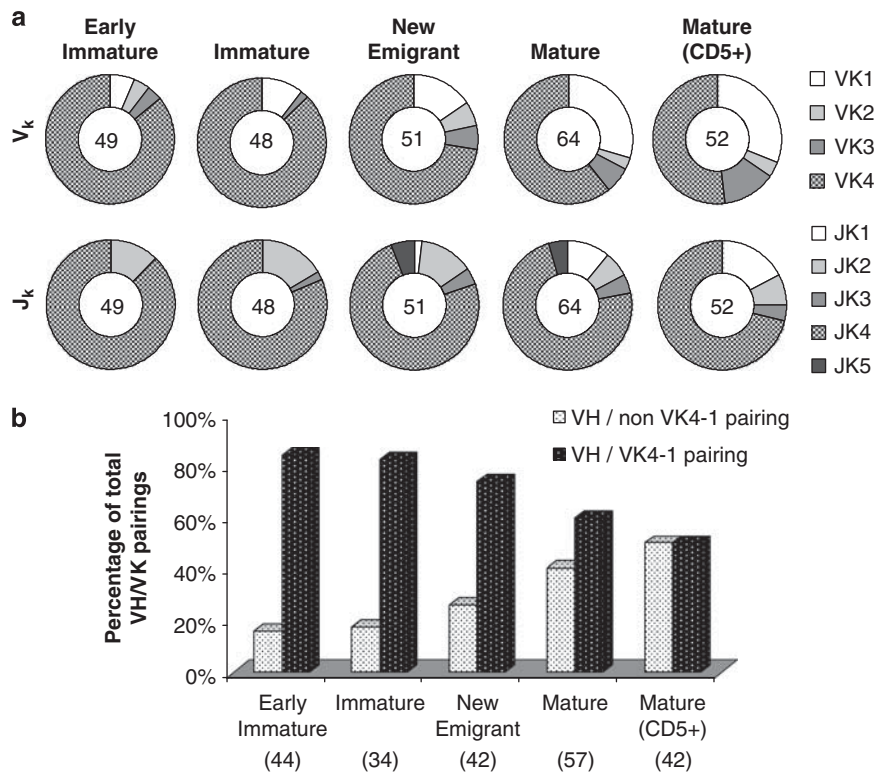 a
Early Immature
Immature
New Emigrant
Mature
Mature (CD5+)
Vk
49
48
51
64
52
VK1
VK2
VK3
VK4
Jk
49
48
51
64
52
JK1
JK2
JK3
JK4
JK5
b
VH / non VK4-1 pairing
VH / VK4-1 pairing
Percentage of total
VH/VK pairings
100%
80%
60%
40%
20%
0%
Early Immature
Immature
New Emigrant
Mature
Mature (CD5+)
(44)
(34)
(42)
(57)
(42)